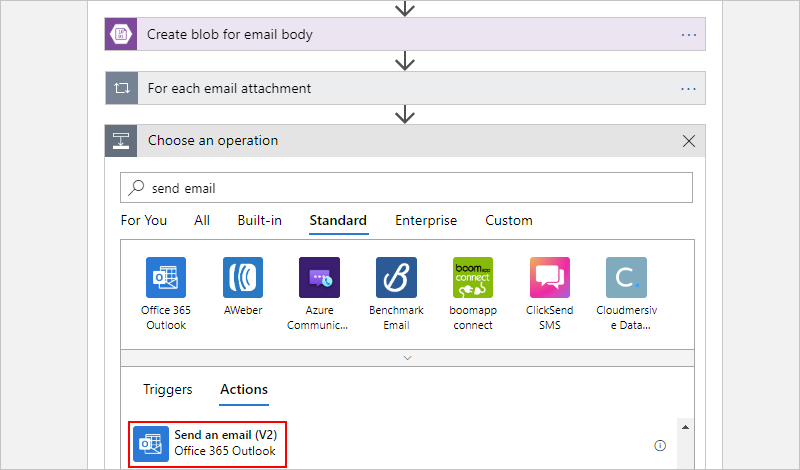 Create blob for email body
For each email attachment
Choose an operation
send email
For You All Built-in Standard Enterprise Custom
Office 365 Outlook
AWeber
Azure Communic...
Benchmark Email
boomapp connect
ClickSend SMS
Cloudmersive Data...
Triggers Actions
Send an email (V2)
Office 365 Outlook